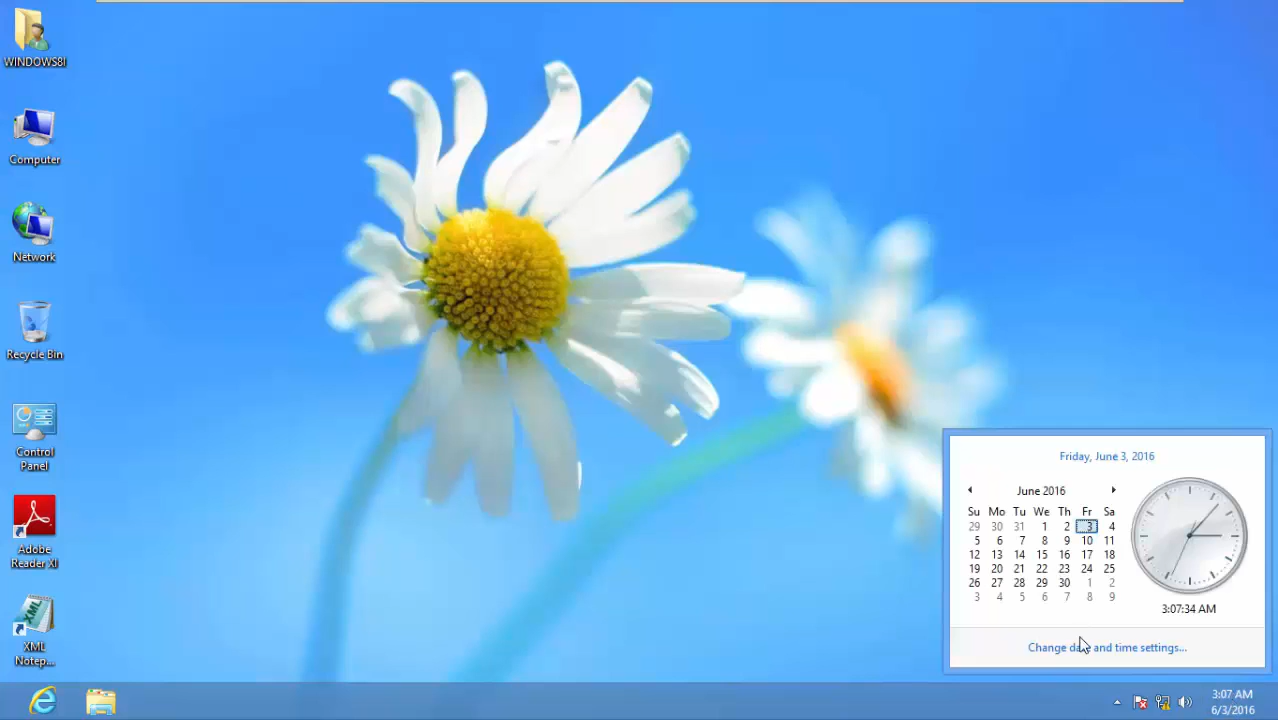 WINDOWS8I
Computer
Network
Recycle Bin
Control
Panel
Adobe
Reader XI
XML
Notep...
Friday, June 3, 2016
June 2016
Su Mo Tu We Th Fr Sa
29 30 31 1 2 3 4
5 6 7 8 9 10 11
12 13 14 15 16 17 18
19 20 21 22 23 24 25
26 27 28 29 30 1 2
3 4 5 6 7 8 9
3:07:34 AM
Change date and time settings...
3:07 AM
6/3/2016